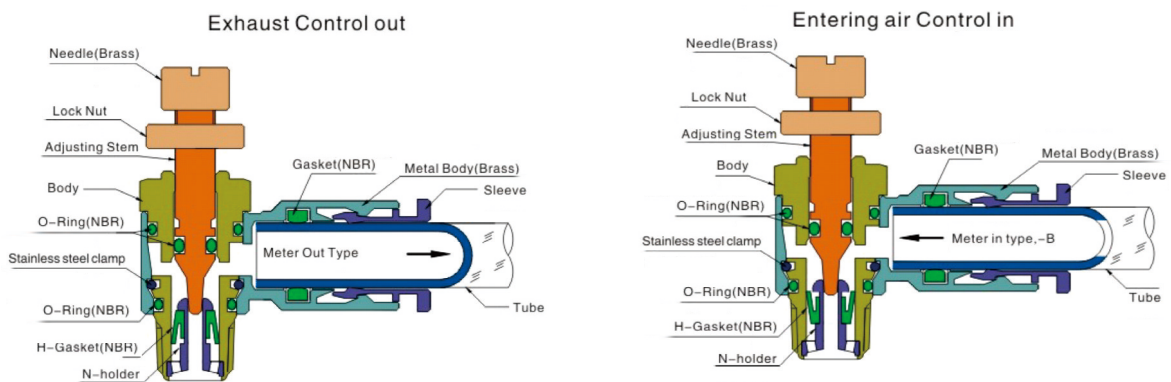 Exhaust Control out
Needle(Brass)
Lock Nut
Adjusting Stem
Gasket(NBR)
Metal Body(Brass)
Sleeve
Body
O-Ring(NBR)
Meter Out Type
Stainless steel clamp
O-Ring(NBR)
Tube
H-Gasket(NBR)
N-holder
Entering air Control in
Needle(Brass)
Lock Nut
Adjusting Stem
Gasket(NBR)
Metal Body(Brass)
Body
Sleeve
O-Ring(NBR)
Meter in type,-B
Stainless steel clamp
O-Ring(NBR)
Tube
H-Gasket(NBR)
N-holder